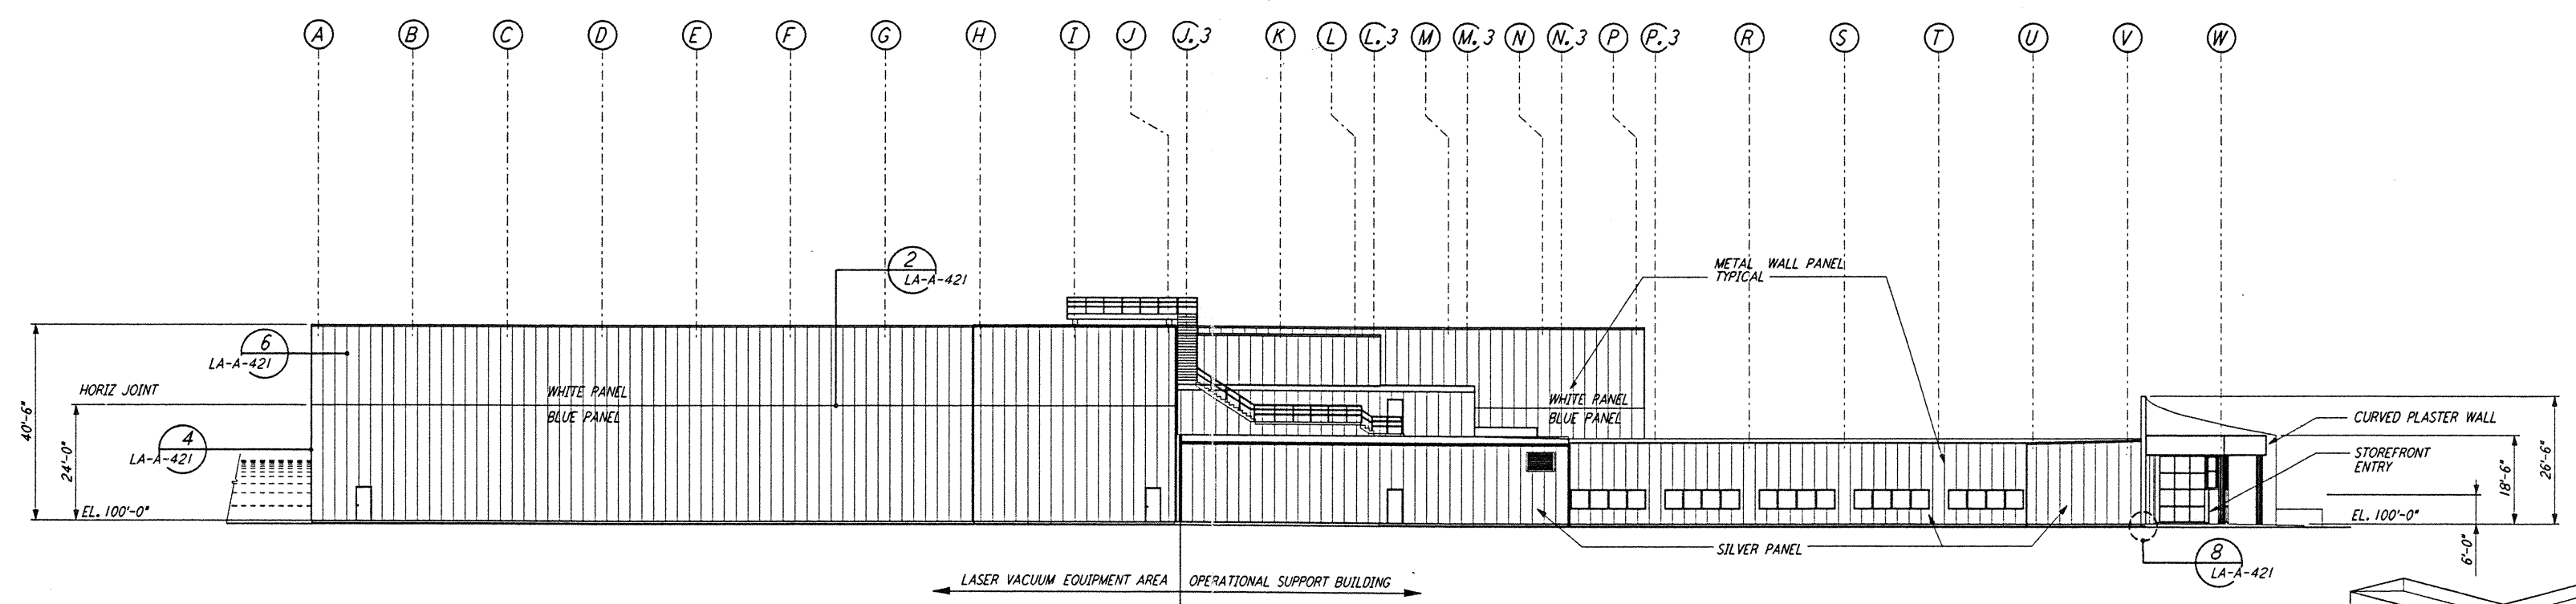 A B C D E F G H I J J.3 K L L.3 M M.3 N N.3 P P.3 R S T U V W
2
LA-A-421
METAL WALL PANEL
TYPICAL
6
LA-A-421
40'-6"
HORIZ JOINT
WHITE PANEL
BLUE PANEL
WHITE PANEL
BLUE PANEL
24'-0"
4
LA-A-421
EL. 100'-0"
CURVED PLASTER WALL
STOREFRONT
ENTRY
18'-6"
26'-6"
EL. 100'-0"
6'-0"
SILVER PANEL
8
LA-A-421
LASER VACUUM EQUIPMENT AREA
OPERATIONAL SUPPORT BUILDING